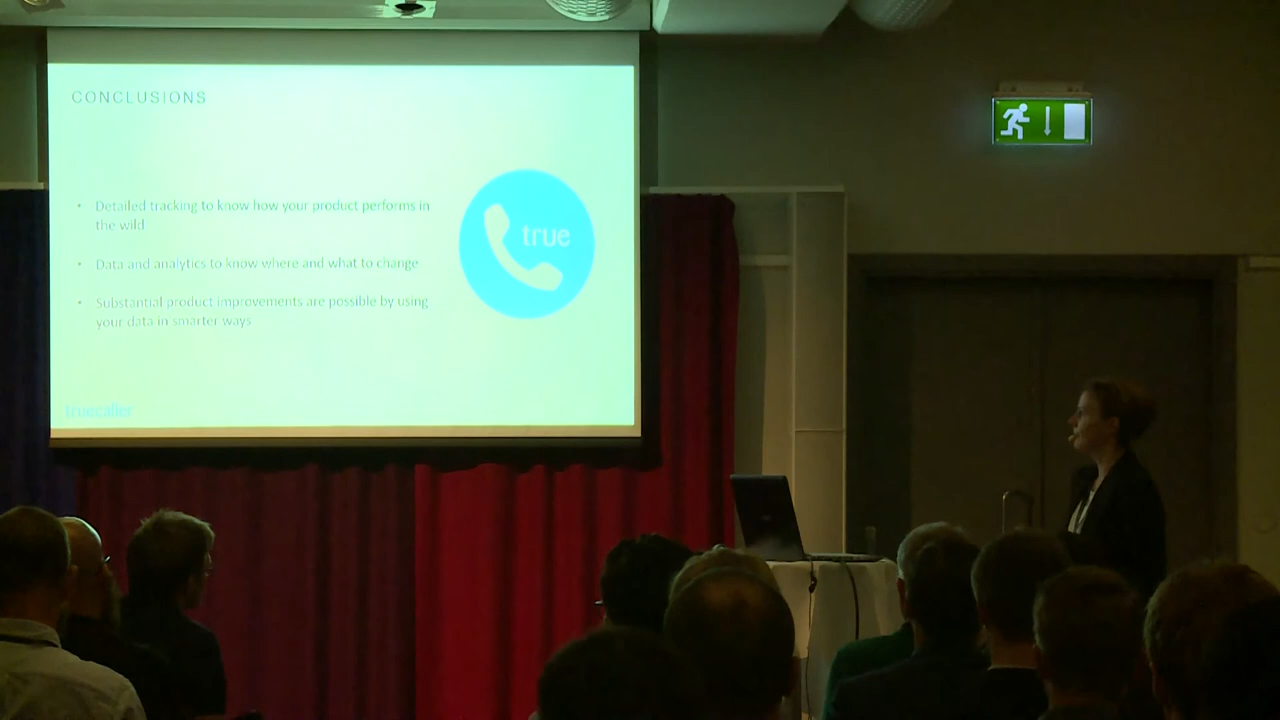 CONCLUSIONS
• Detailed tracking to know how your product performs in
the wild
• Data and analytics to know where and what to change
• Substantial product improvements are possible by using
your data in smarter ways
true
truecaller